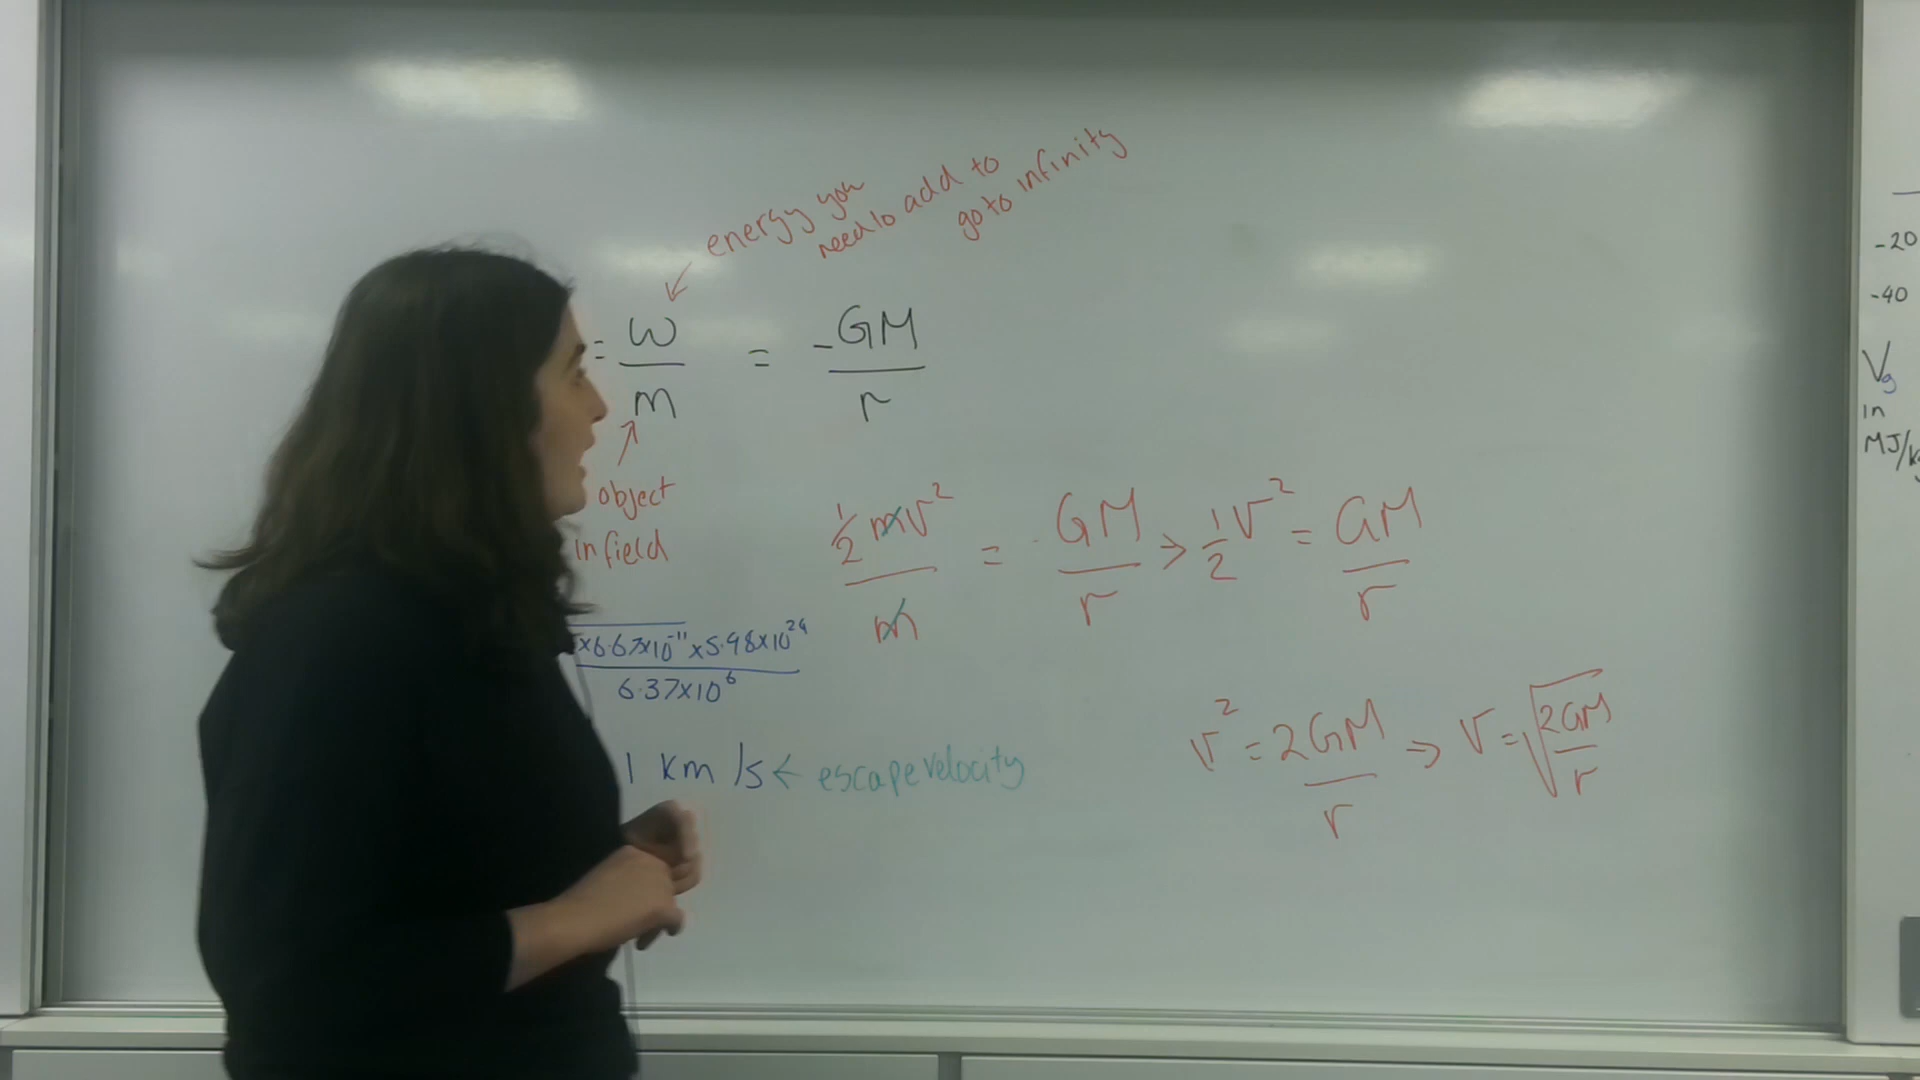 energy you
need to add to
go to infinity
= W/m = -GM/r
object
in field
½mv²/m = GM/r → ½v² = GM/r
×6.67×10⁻¹¹×5.98×10²⁴
6.37×10⁶
v² = 2GM/r → v = √(2GM/r)
1 km/s ← escape velocity
-20
-40
Vg
in
MJ/k